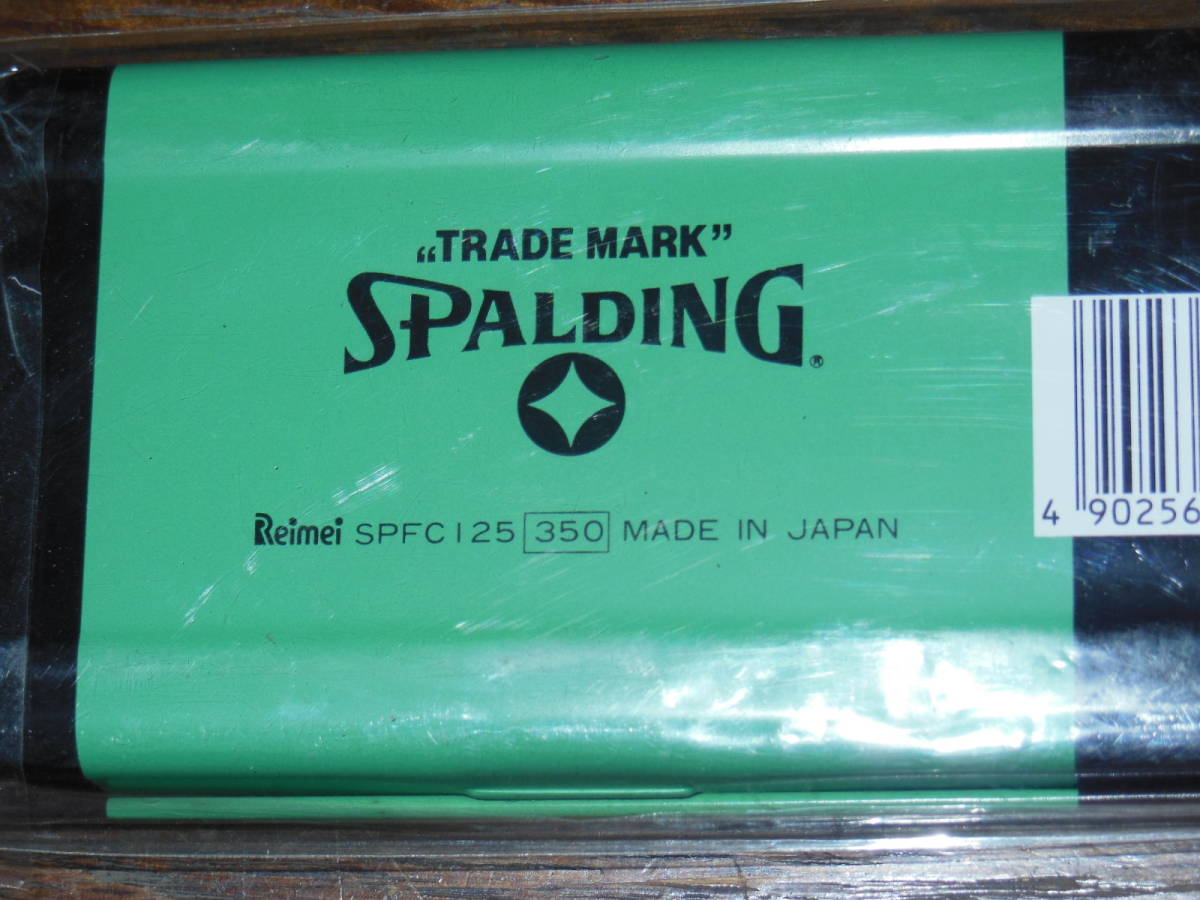 „TRADE MARK”
SPALDING®
Reimei SPFC125 350 MADE IN JAPAN
4 90256